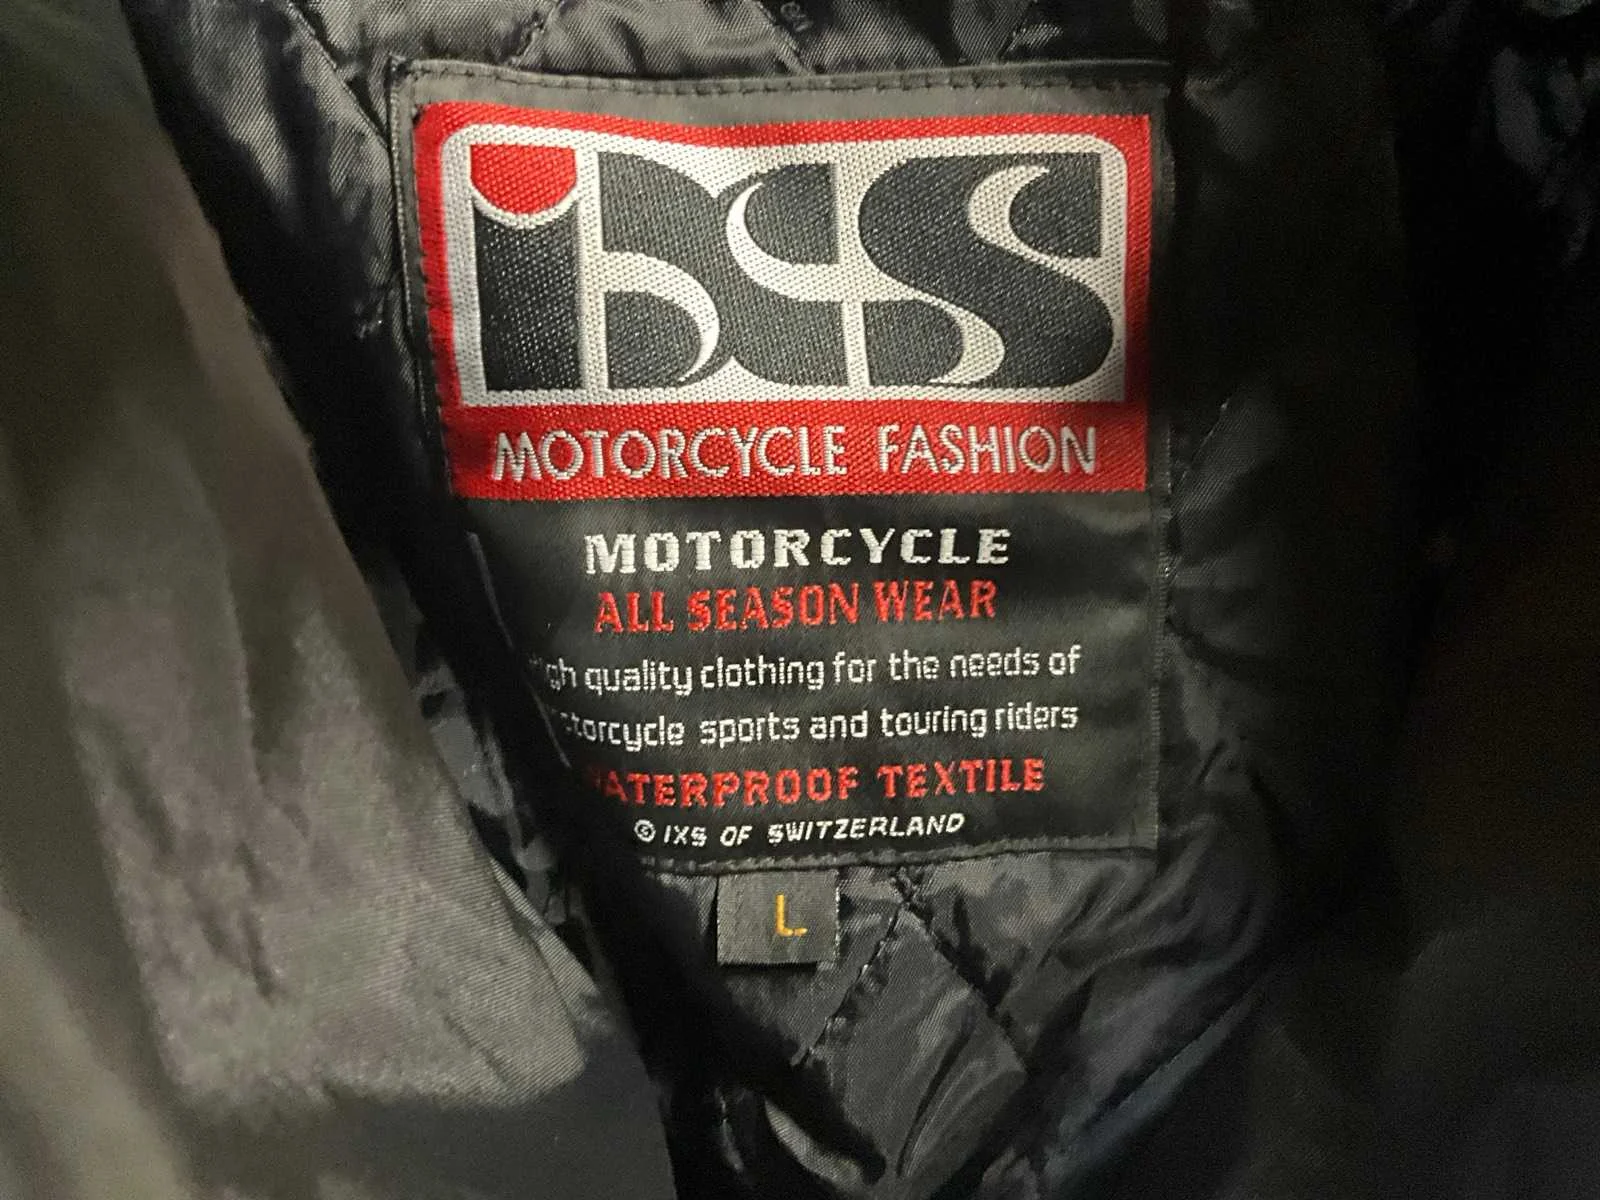 iXS
MOTORCYCLE FASHION
MOTORCYCLE
ALL SEASON WEAR
quality clothing for the needs of
sports and touring riders
TEXTILE
© IXS OF SWITZERLAND
L